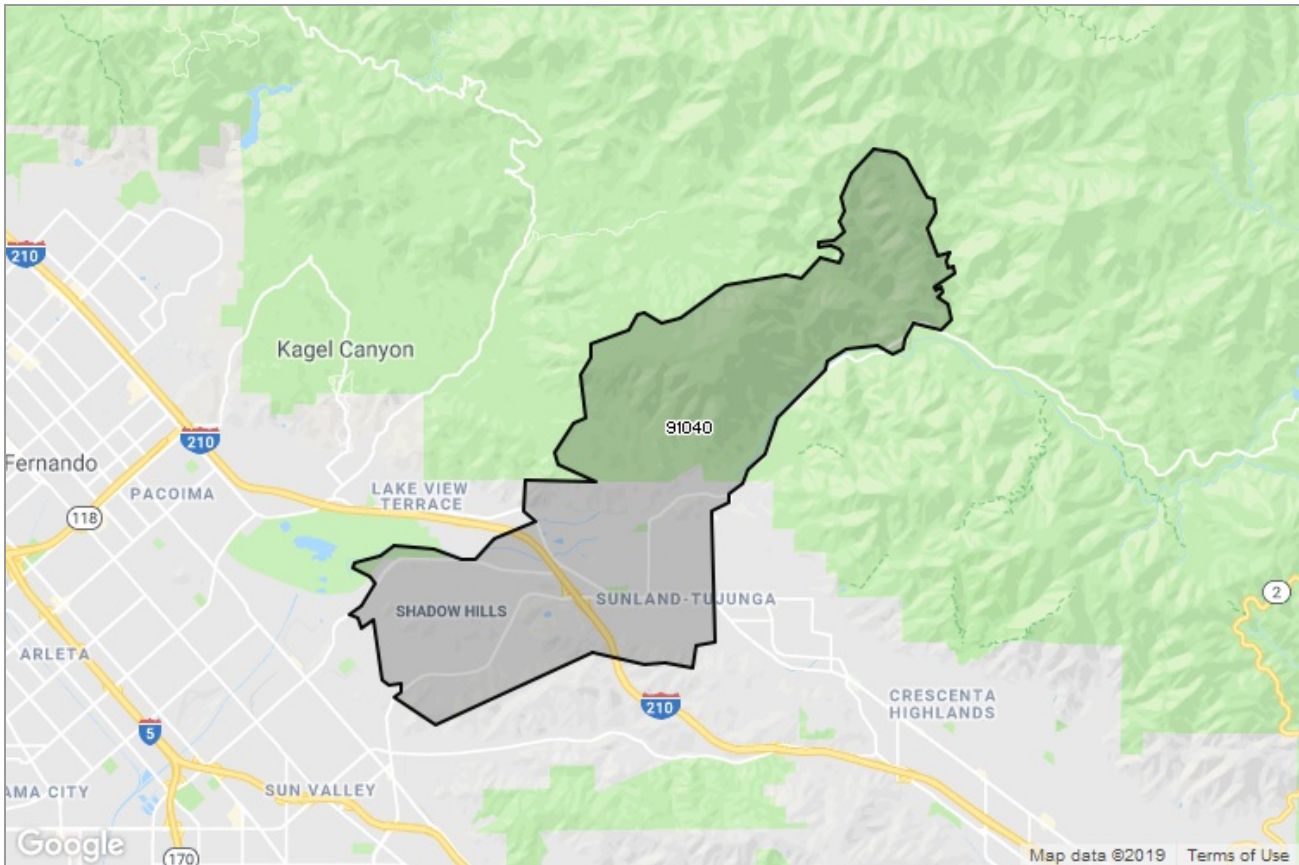 210
Kagel Canyon
91040
210
Fernando
PACOIMA
LAKE VIEW
TERRACE
118
2
SHADOW HILLS
SUNLAND-TUJUNGA
ARLETA
CRESCENTA
HIGHLANDS
210
5
AMA CITY
SUN VALLEY
Google
170
Map data ©2019
Terms of Use